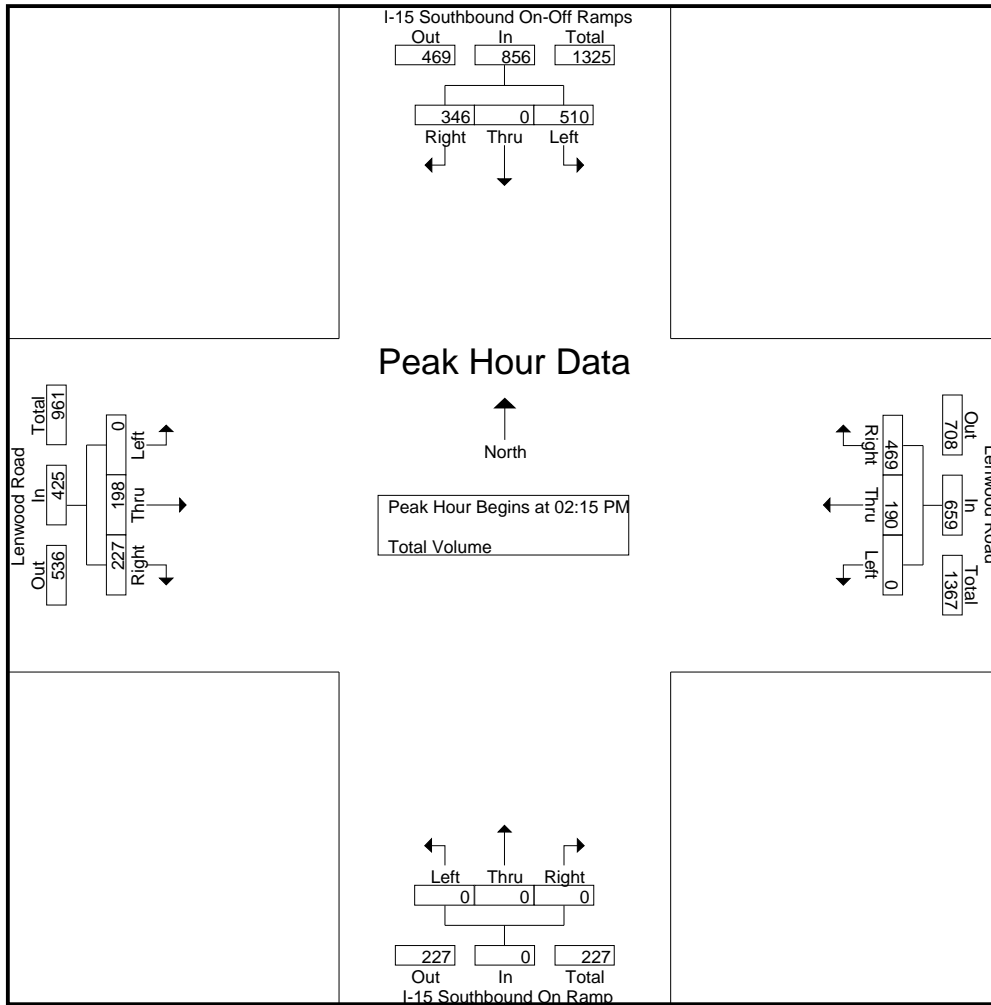 I-15 Southbound On-Off Ramps
Out In Total
469 856 1325
346 0 510
Right Thru Left
Peak Hour Data
North
Peak Hour Begins at 02:15 PM
Total Volume
Lenwood Road
Total In Out
961 425 536
0 198 227
Left Thru Right
Lenwood Road
Out In Total
708 659 1367
469 190 0
Right Thru Left
Left Thru Right
0 0 0
227 0 227
Out In Total
I-15 Southbound On Ramp